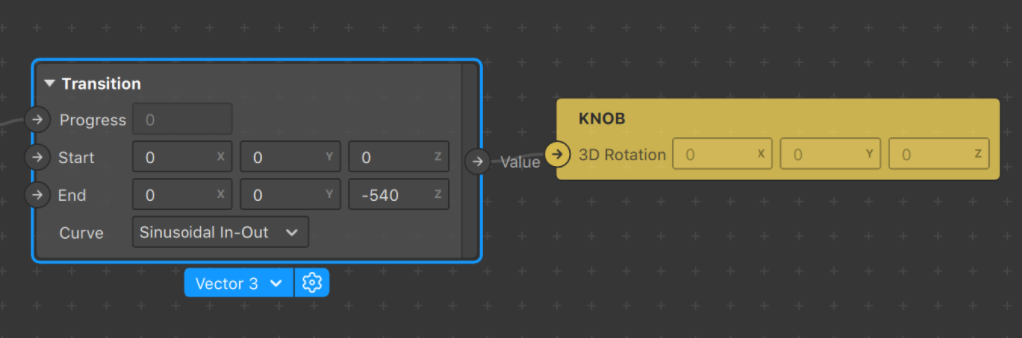 Transition
Progress 0
Start 0 X 0 Y 0 Z
End 0 X 0 Y -540 Z
Curve Sinusoidal In-Out
Vector 3
Value
KNOB
3D Rotation 0 X 0 Y 0 Z